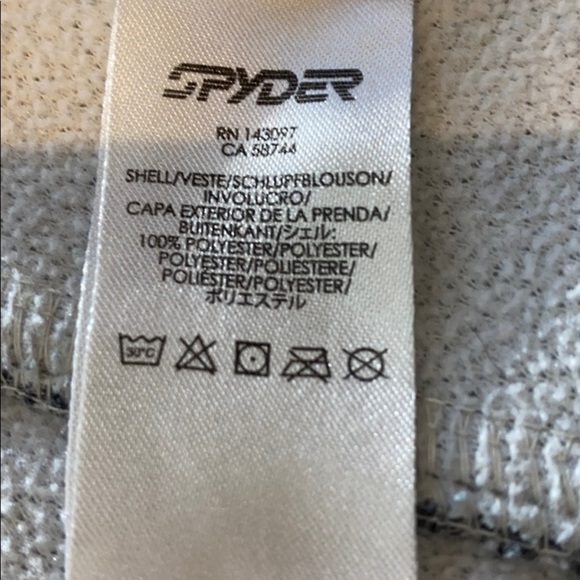 SPYDER
RN 143097
CA 58744
SHELL/VESTE/SCHLUPFBLOUSON/
INVOLUCRO/
CAPA EXTERIOR DE LA PRENDA/
BUITENKANT/シェル:
100% POLYESTER/POLYESTER/
POLYESTER/POLIESTERE/
POLIÉSTER/POLYESTER/
ポリエステル
30°C